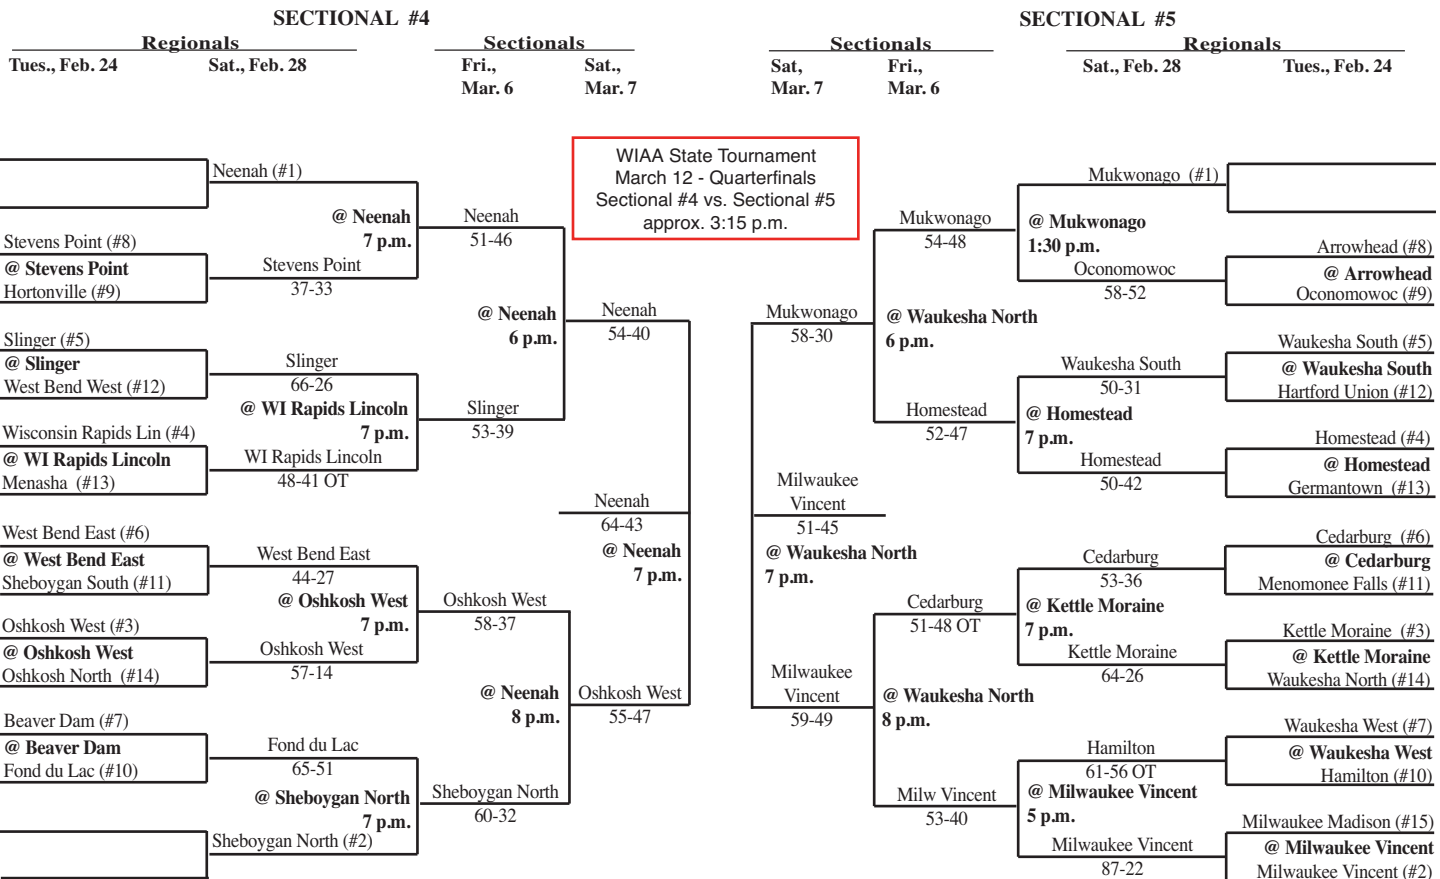 SECTIONAL #4
Regionals
Sectionals
Tues., Feb. 24
Sat., Feb. 28
Fri.,
Mar. 6
Sat.,
Mar. 7
Neenah (#1)
@ Neenah
7 p.m.
Stevens Point (#8)
@ Stevens Point
Hortonville (#9)
Stevens Point
37-33
Neenah
51-46
@ Neenah
6 p.m.
Slinger (#5)
@ Slinger
West Bend West (#12)
Slinger
66-26
@ WI Rapids Lincoln
7 p.m.
Wisconsin Rapids Lin (#4)
@ WI Rapids Lincoln
Menasha (#13)
WI Rapids Lincoln
48-41 OT
Slinger
53-39
Neenah
54-40
Neenah
64-43
@ Neenah
7 p.m.
West Bend East (#6)
@ West Bend East
Sheboygan South (#11)
West Bend East
44-27
@ Oshkosh West
7 p.m.
Oshkosh West (#3)
@ Oshkosh West
Oshkosh North (#14)
Oshkosh West
57-14
Oshkosh West
58-37
@ Neenah
8 p.m.
Oshkosh West
55-47
Beaver Dam (#7)
@ Beaver Dam
Fond du Lac (#10)
Fond du Lac
65-51
@ Sheboygan North
7 p.m.
Sheboygan North (#2)
Sheboygan North
60-32
WIAA State Tournament
March 12 - Quarterfinals
Sectional #4 vs. Sectional #5
approx. 3:15 p.m.
SECTIONAL #5
Sectionals
Regionals
Sat,
Mar. 7
Fri.,
Mar. 6
Sat., Feb. 28
Tues., Feb. 24
Mukwonago (#1)
@ Mukwonago
1:30 p.m.
Arrowhead (#8)
@ Arrowhead
Oconomowoc (#9)
Oconomowoc
58-52
Mukwonago
54-48
@ Waukesha North
6 p.m.
Mukwonago
58-30
Waukesha South (#5)
@ Waukesha South
Hartford Union (#12)
Waukesha South
50-31
@ Homestead
7 p.m.
Homestead (#4)
@ Homestead
Germantown (#13)
Homestead
50-42
Homestead
52-47
Milwaukee
Vincent
51-45
@ Waukesha North
7 p.m.
Cedarburg (#6)
@ Cedarburg
Menomonee Falls (#11)
Cedarburg
53-36
@ Kettle Moraine
7 p.m.
Kettle Moraine (#3)
@ Kettle Moraine
Waukesha North (#14)
Kettle Moraine
64-26
Cedarburg
51-48 OT
@ Waukesha North
8 p.m.
Milwaukee
Vincent
59-49
Waukesha West (#7)
@ Waukesha West
Hamilton (#10)
Hamilton
61-56 OT
@ Milwaukee Vincent
5 p.m.
Milw Vincent
53-40
Milwaukee Madison (#15)
@ Milwaukee Vincent
Milwaukee Vincent (#2)
Milwaukee Vincent
87-22